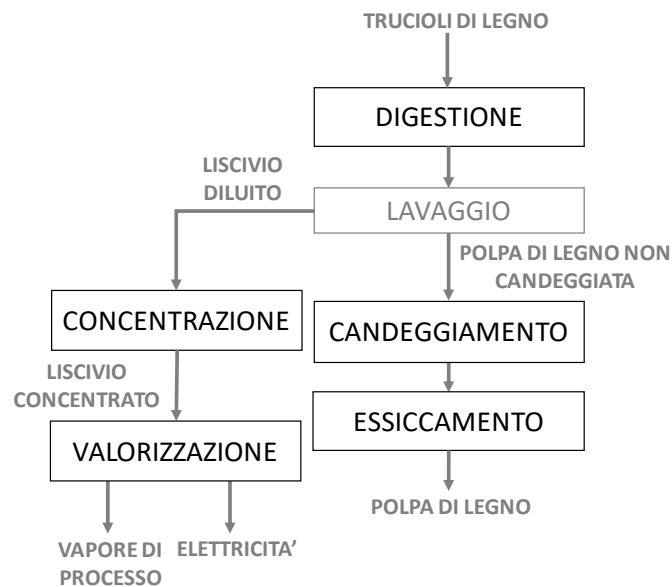 TRUCIOLI DI LEGNO
DIGESTIONE
LISCIVIO
DILUITO
LAVAGGIO
POLPA DI LEGNO NON
CANDEGGIATA
CONCENTRAZIONE
CANDEGGIAMENTO
LISCIVIO
CONCENTRATO
ESSICCAMENTO
VALORIZZAZIONE
POLPA DI LEGNO
VAPORE DI
PROCESSO
ELETTRICITA’